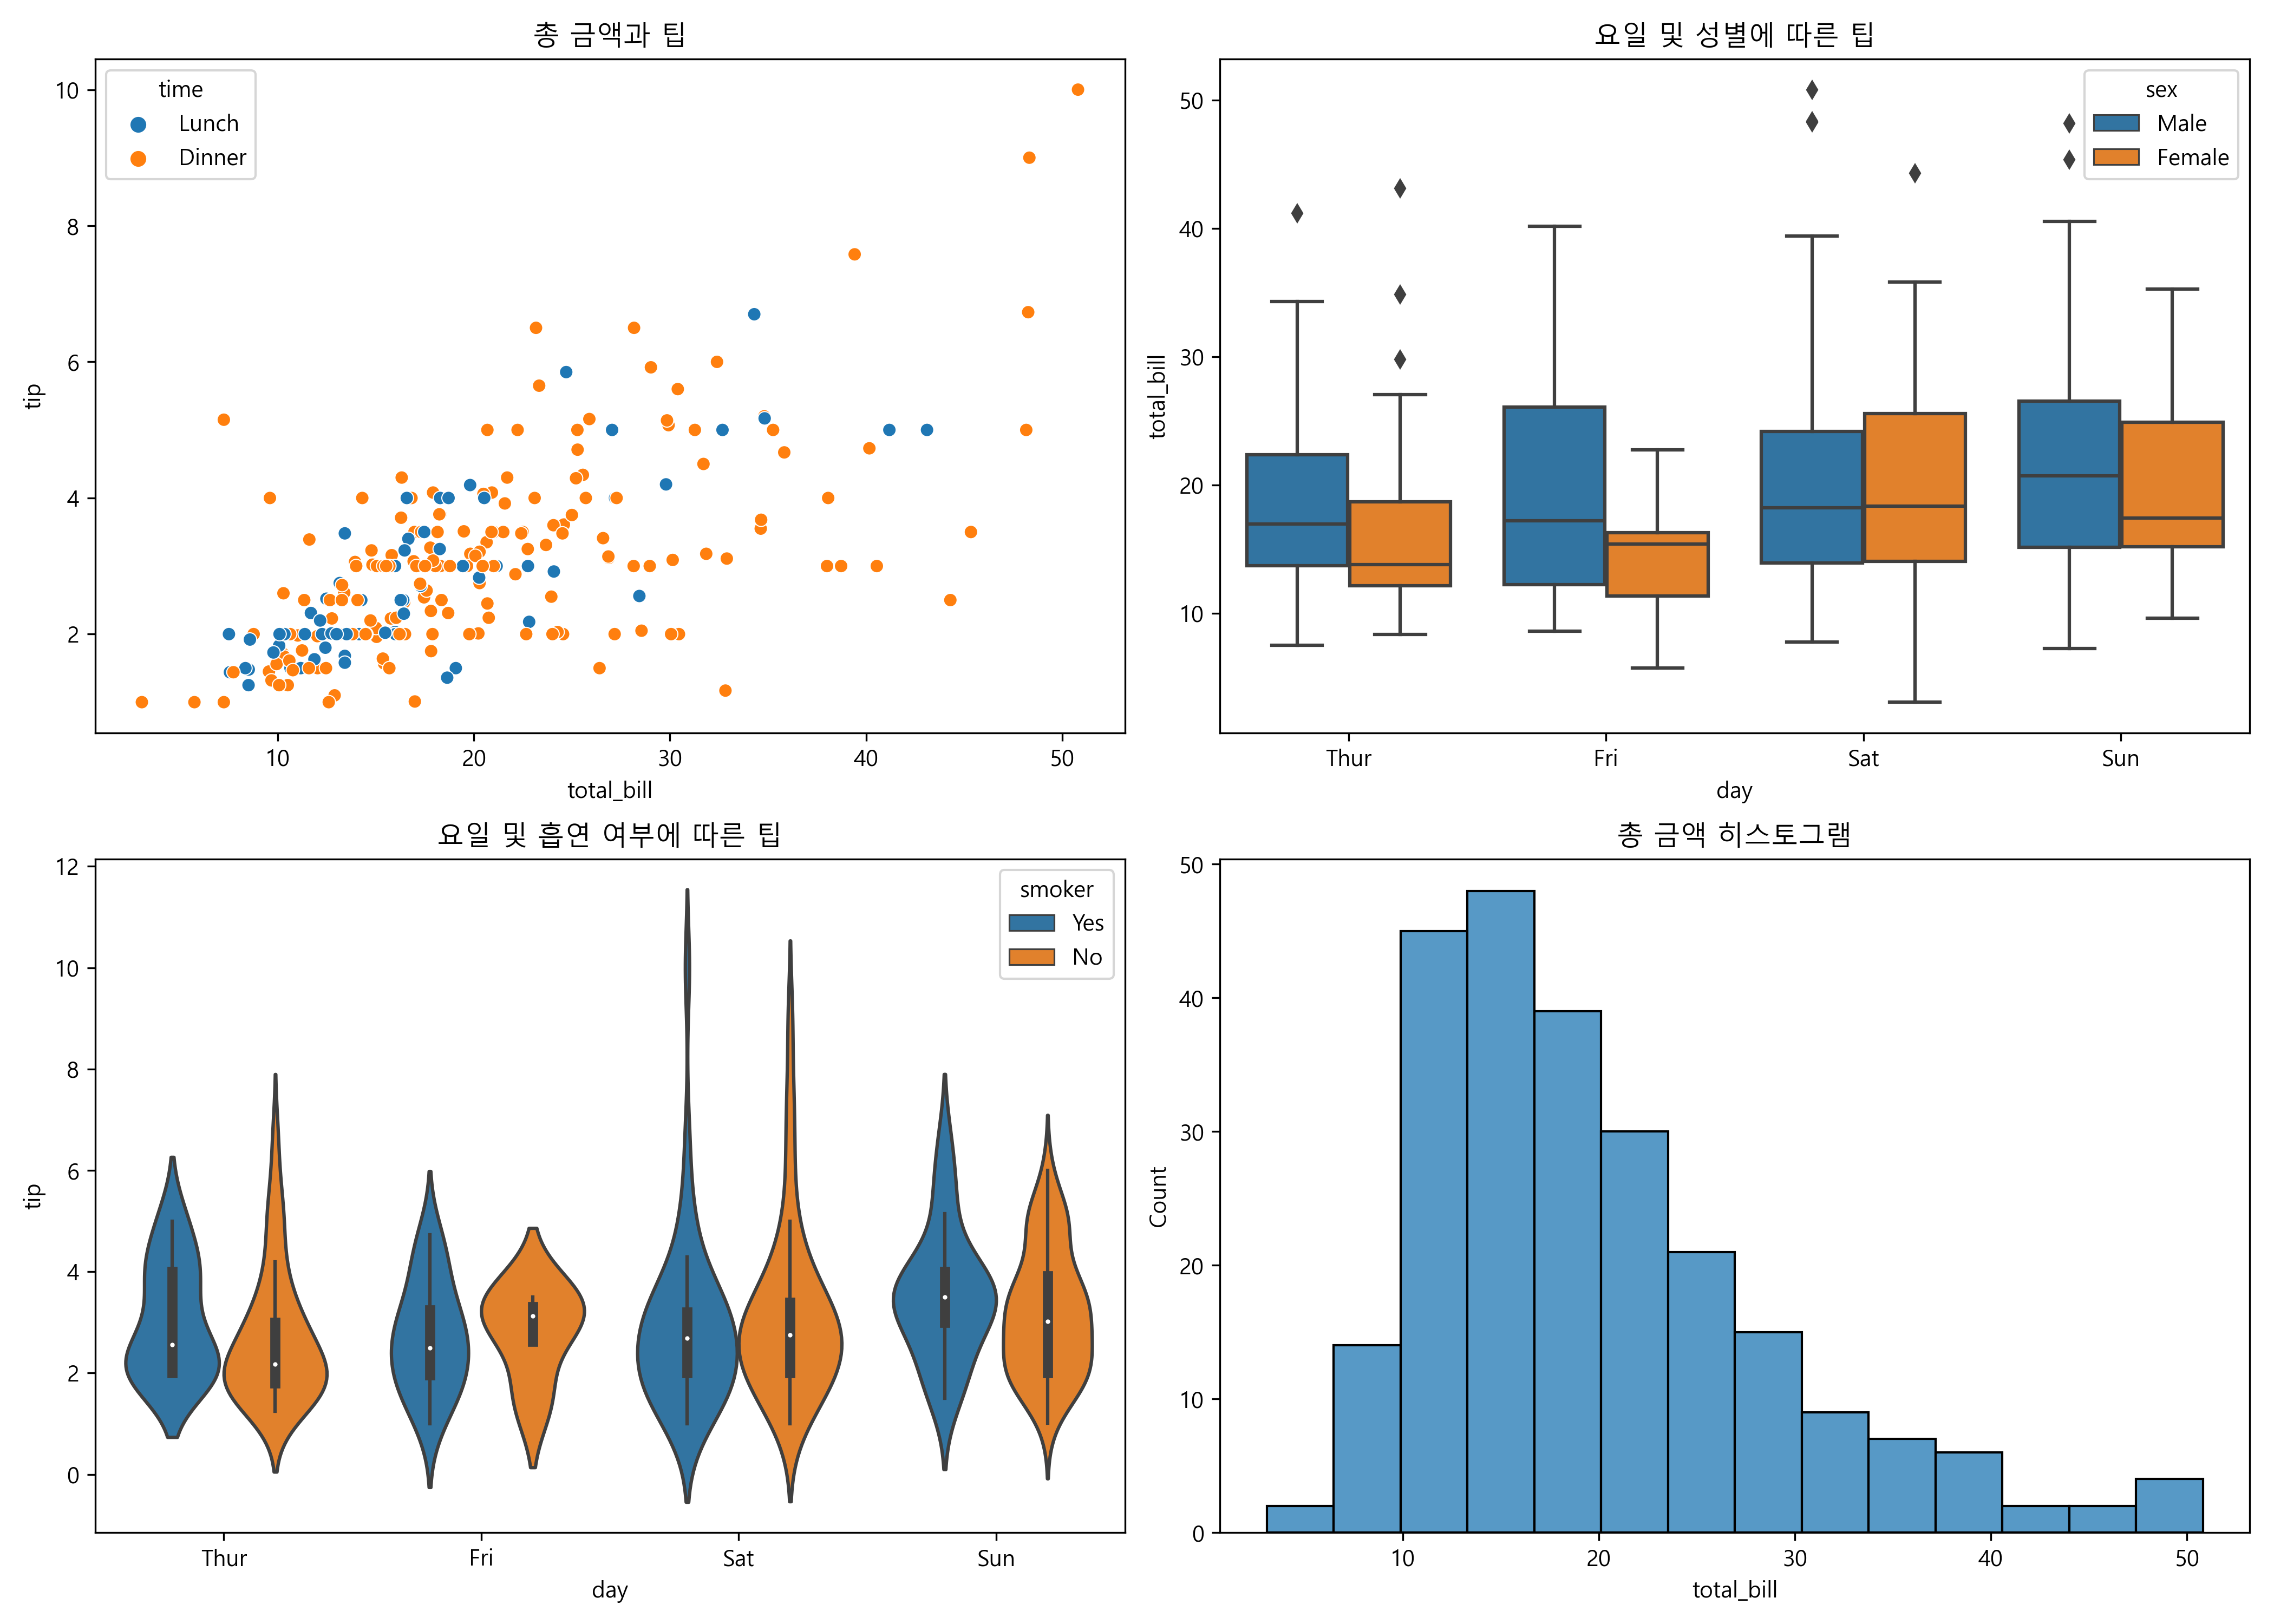 총 금액과 팁
time
Lunch
Dinner
10
8
6
4
2
tip
10 20 30 40 50
total_bill
요일 및 성별에 따른 팁
sex
Male
Female
50
40
30
20
10
total_bill
Thur Fri Sat Sun
day
요일 및 흡연 여부에 따른 팁
smoker
Yes
No
12
10
8
6
4
2
0
tip
Thur Fri Sat Sun
day
총 금액 히스토그램
50
40
30
20
10
0
Count
10 20 30 40 50
total_bill